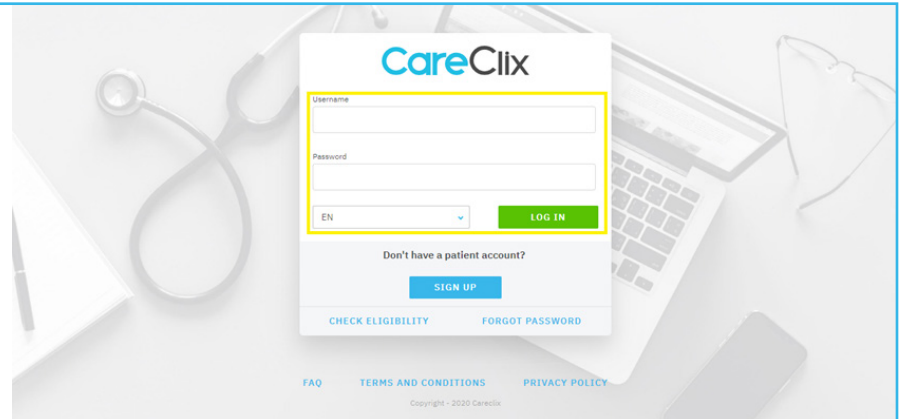 CareClix
Username
Password
EN
LOG IN
Don't have a patient account?
SIGN UP
CHECK ELIGIBILITY FORGOT PASSWORD
FAQ TERMS AND CONDITIONS PRIVACY POLICY
Copyright - 2020 Careclix